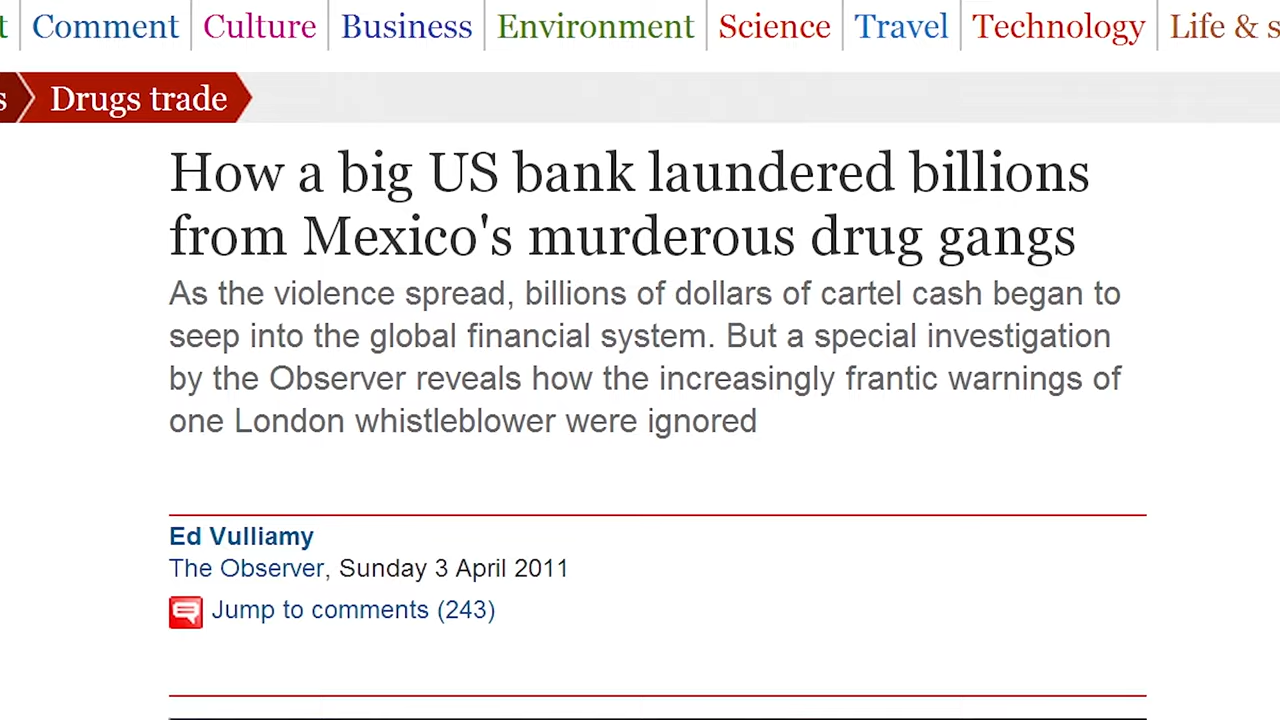 Comment Culture Business Environment Science Travel Technology Life & s
Drugs trade
How a big US bank laundered billions
from Mexico's murderous drug gangs
As the violence spread, billions of dollars of cartel cash began to
seep into the global financial system. But a special investigation
by the Observer reveals how the increasingly frantic warnings of
one London whistleblower were ignored
Ed Vulliamy
The Observer, Sunday 3 April 2011
Jump to comments (243)